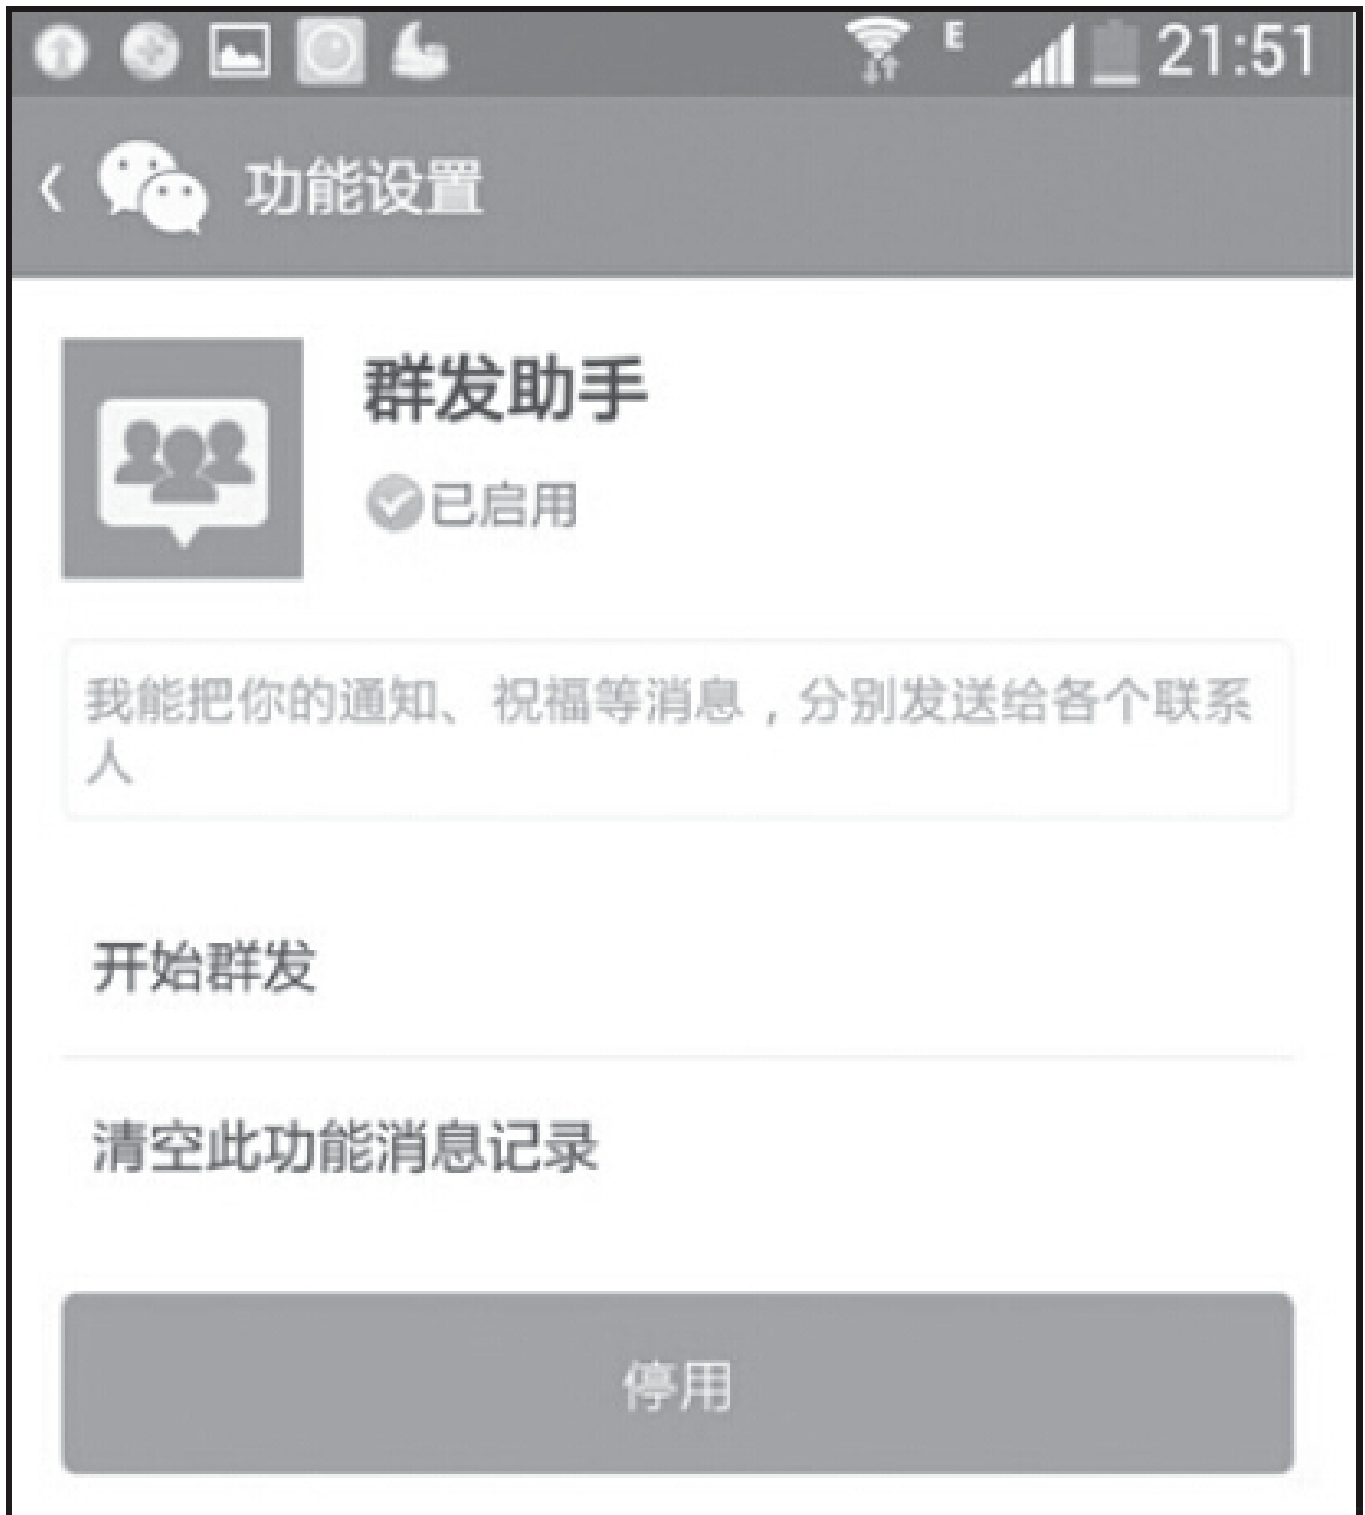 E 21:51
功能设置
群发助手
已启用
我能把你的通知、祝福等消息，分别发送给各个联系
人
开始群发
清空此功能消息记录
停用